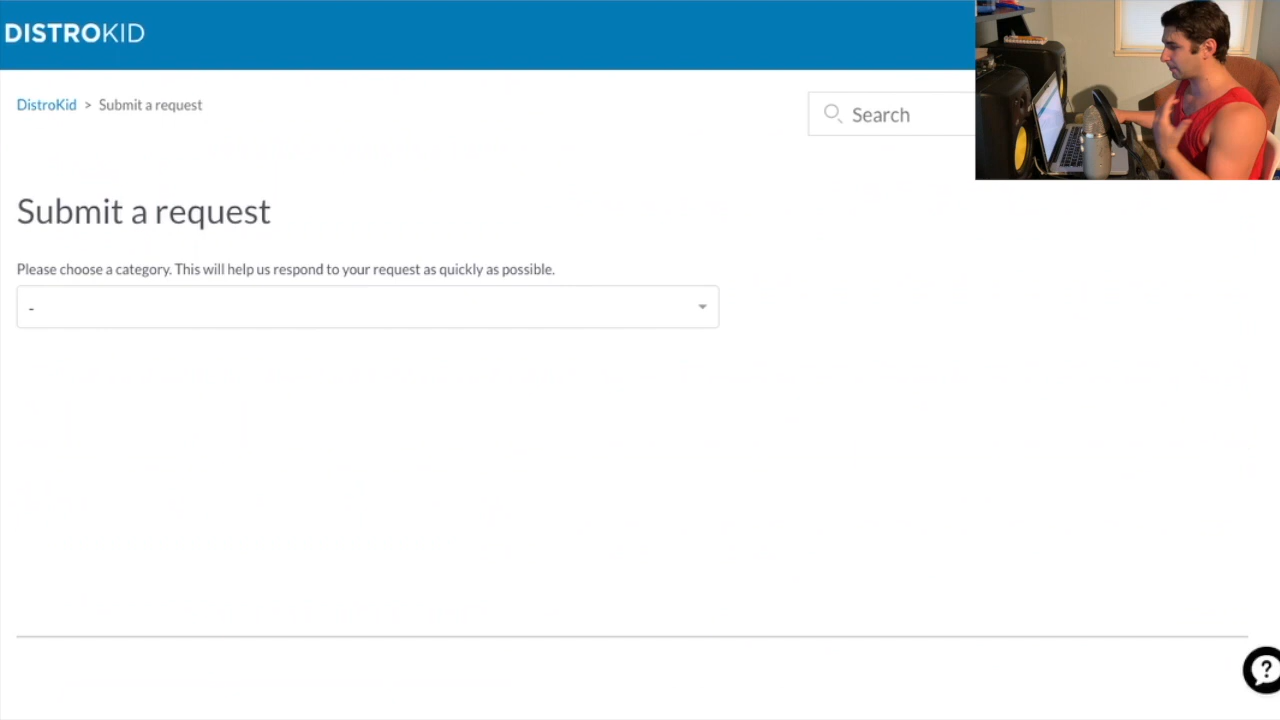 DISTROKID
DistroKid > Submit a request
Search
Submit a request
Please choose a category. This will help us respond to your request as quickly as possible.
-
?